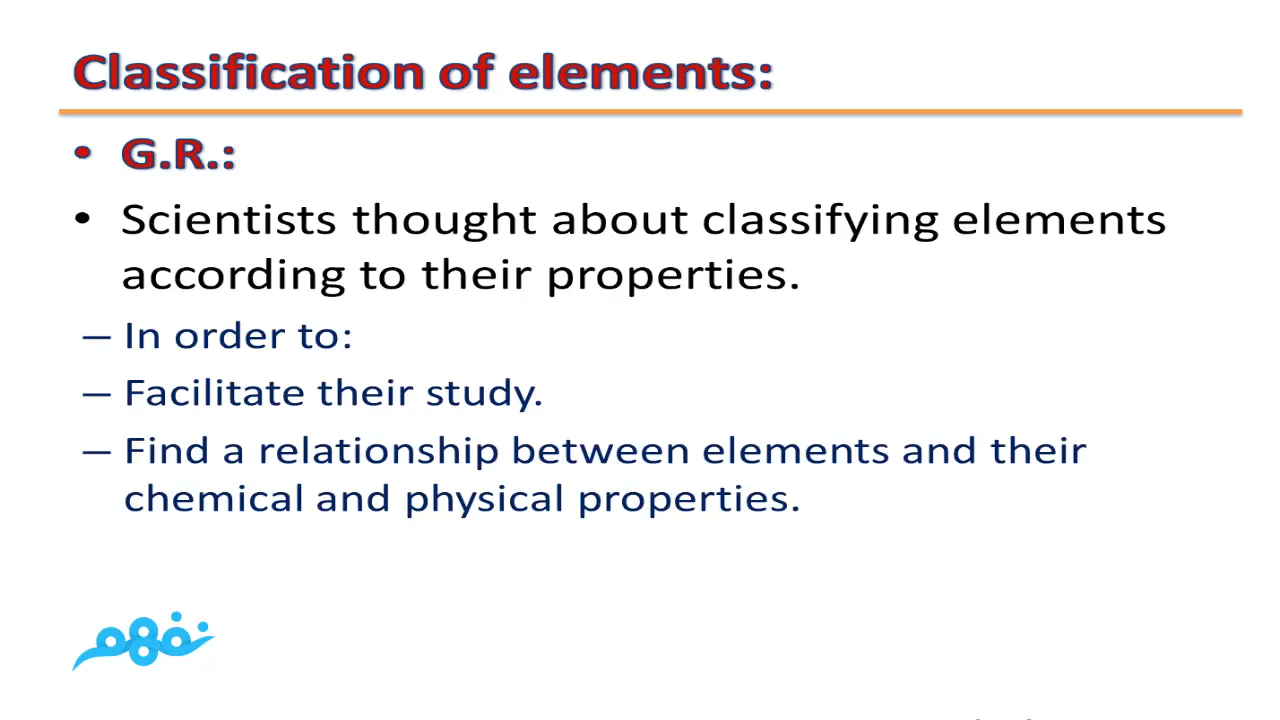 Classification of elements:
• G.R.:
• Scientists thought about classifying elements
according to their properties.
– In order to:
– Facilitate their study.
– Find a relationship between elements and their
chemical and physical properties.
نفهم